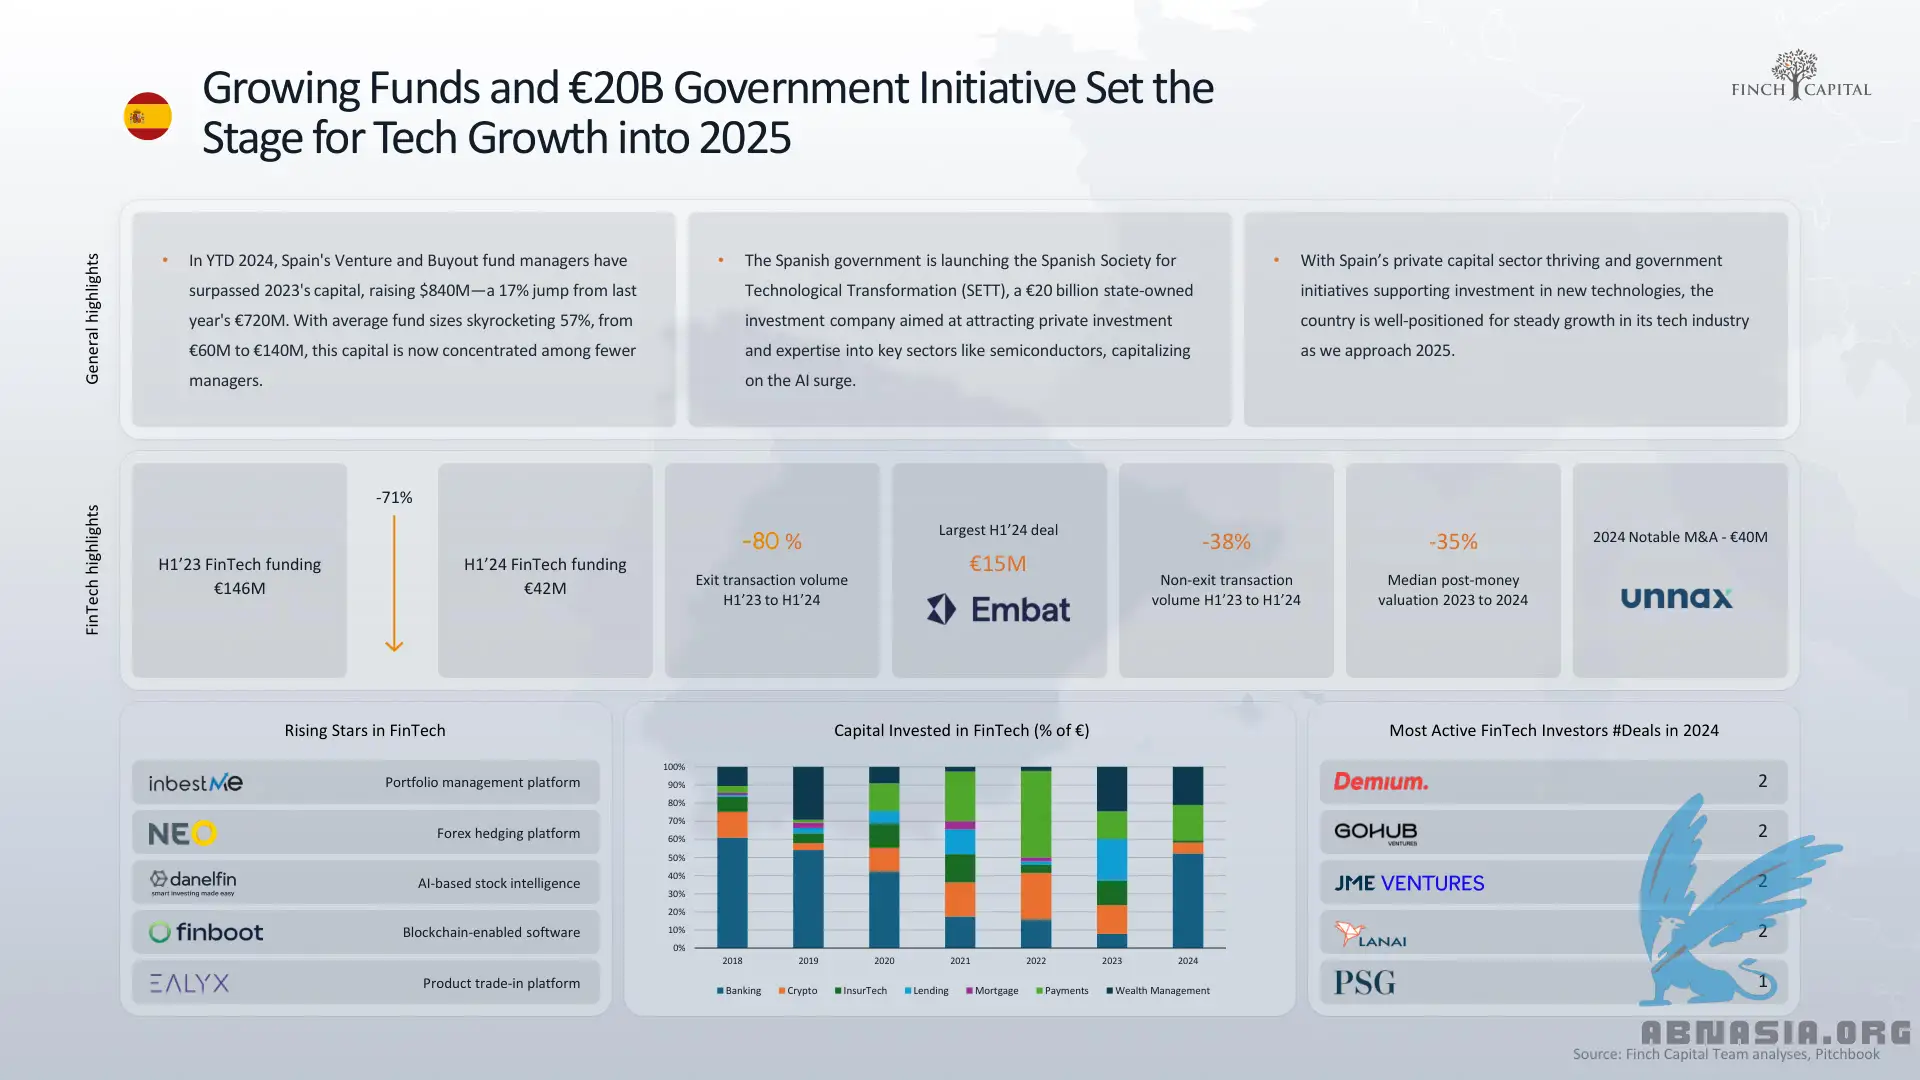 Growing Funds and €20B Government Initiative Set the
Stage for Tech Growth into 2025
FINCH CAPITAL
General highlights
• In YTD 2024, Spain's Venture and Buyout fund managers have
surpassed 2023's capital, raising $840M—a 17% jump from last
year's €720M. With average fund sizes skyrocketing 57%, from
€60M to €140M, this capital is now concentrated among fewer
managers.
• The Spanish government is launching the Spanish Society for
Technological Transformation (SETT), a €20 billion state-owned
investment company aimed at attracting private investment
and expertise into key sectors like semiconductors, capitalizing
on the AI surge.
• With Spain’s private capital sector thriving and government
initiatives supporting investment in new technologies, the
country is well-positioned for steady growth in its tech industry
as we approach 2025.
FinTech highlights
H1’23 FinTech funding
€146M
-71%
H1’24 FinTech funding
€42M
-80 %
Exit transaction volume
H1’23 to H1’24
Largest H1’24 deal
€15M
Embat
-38%
Non-exit transaction
volume H1’23 to H1’24
-35%
Median post-money
valuation 2023 to 2024
2024 Notable M&A - €40M
unnax
Rising Stars in FinTech
inbestMe Portfolio management platform
NEO Forex hedging platform
danelfin AI-based stock intelligence
smart investing made easy
finboot Blockchain-enabled software
EALYX Product trade-in platform
Capital Invested in FinTech (% of €)
100%
90%
80%
70%
60%
50%
40%
30%
20%
10%
0%
2018 2019 2020 2021 2022 2023 2024
Banking Crypto InsurTech Lending Mortgage Payments Wealth Management
Most Active FinTech Investors #Deals in 2024
Demium. 2
GOHUB 2
VENTURES
JME VENTURES 2
LANAI 2
PSG 1
ABNASIA.ORG
Source: Finch Capital Team analyses, Pitchbook